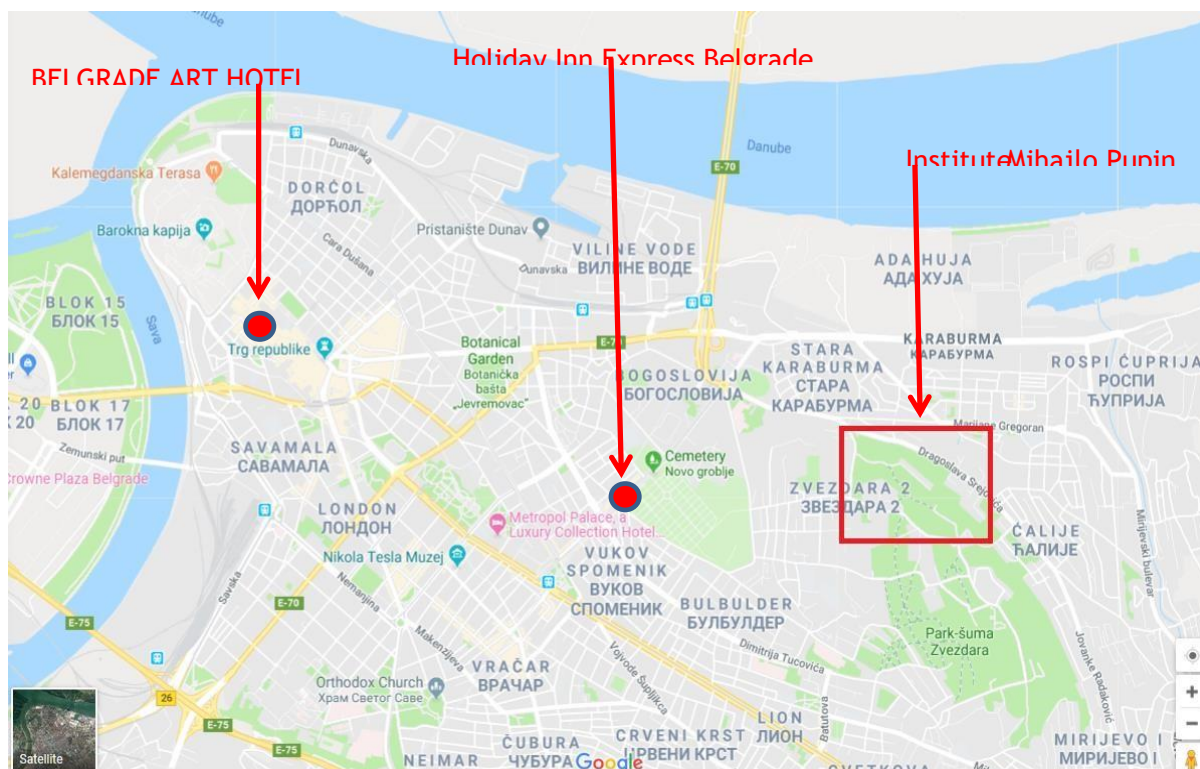 Danube
BELGRADE ART HOTEL
Holiday Inn Express Belgrade
Institute Mihajlo Pupin
Dunavska
E-70
Danube
Kalemegdanska Terasa
DORĆOL
ДОРЋОЛ
Barokna kapija
Cara Dušana
Pristanište Dunav
VILINE VODE
ВИЛИНЕ ВОДЕ
Dunavska
ADA HUJA
АДА ХУЈА
BLOK 15
БЛОК 15
Sava
Trg republike
Botanical
Garden
Botanička
bašta
„Jevremovac"
BOGOSLOVIJA
БОГОСЛОВИЈА
STARA
KARABURMA
СТАРА
КАРАБУРМА
KARABURMA
КАРАБУРМА
ROSPI ĆUPRIJA
РОСПИ
ЋУПРИЈА
20
K 20
BLOK 17
БЛОК 17
Zemunski put
Crowne Plaza Belgrade
SAVAMALA
САВАМАЛА
Marijane Gregoran
Dragoslava Srejovića
Cemetery
Novo groblje
ZVEZDARA 2
ЗВЕЗДАРА 2
LONDON
ЛОНДОН
Metropol Palace, a
Luxury Collection Hotel...
Nikola Tesla Muzej
VUKOV
SPOMENIK
ВУКОВ
СПОМЕНИК
ĆALIJE
ЋАЛИЈЕ
Mirijevski bulevar
Savska
Nemanjina
E-70
E-75
Makenzijeva
BULBULDER
БУЛБУЛДЕР
Dimitrija Tucovića
Park-šuma
Zvezdara
Vojvode Šupljikca
Jovanke Radaković
VRAČAR
ВРАЧАР
Orthodox Church
Храм Светог Саве
26
E-75
E-75
LION
ЛИОН
Batutova
CRVENI KRST
ЦРВЕНИ КРСТ
ČUBURA
ЧУБУРА
NEIMAR
НЕИМАР
MIRIJEVO I
МИРИЈЕВО I
Satellite
Google